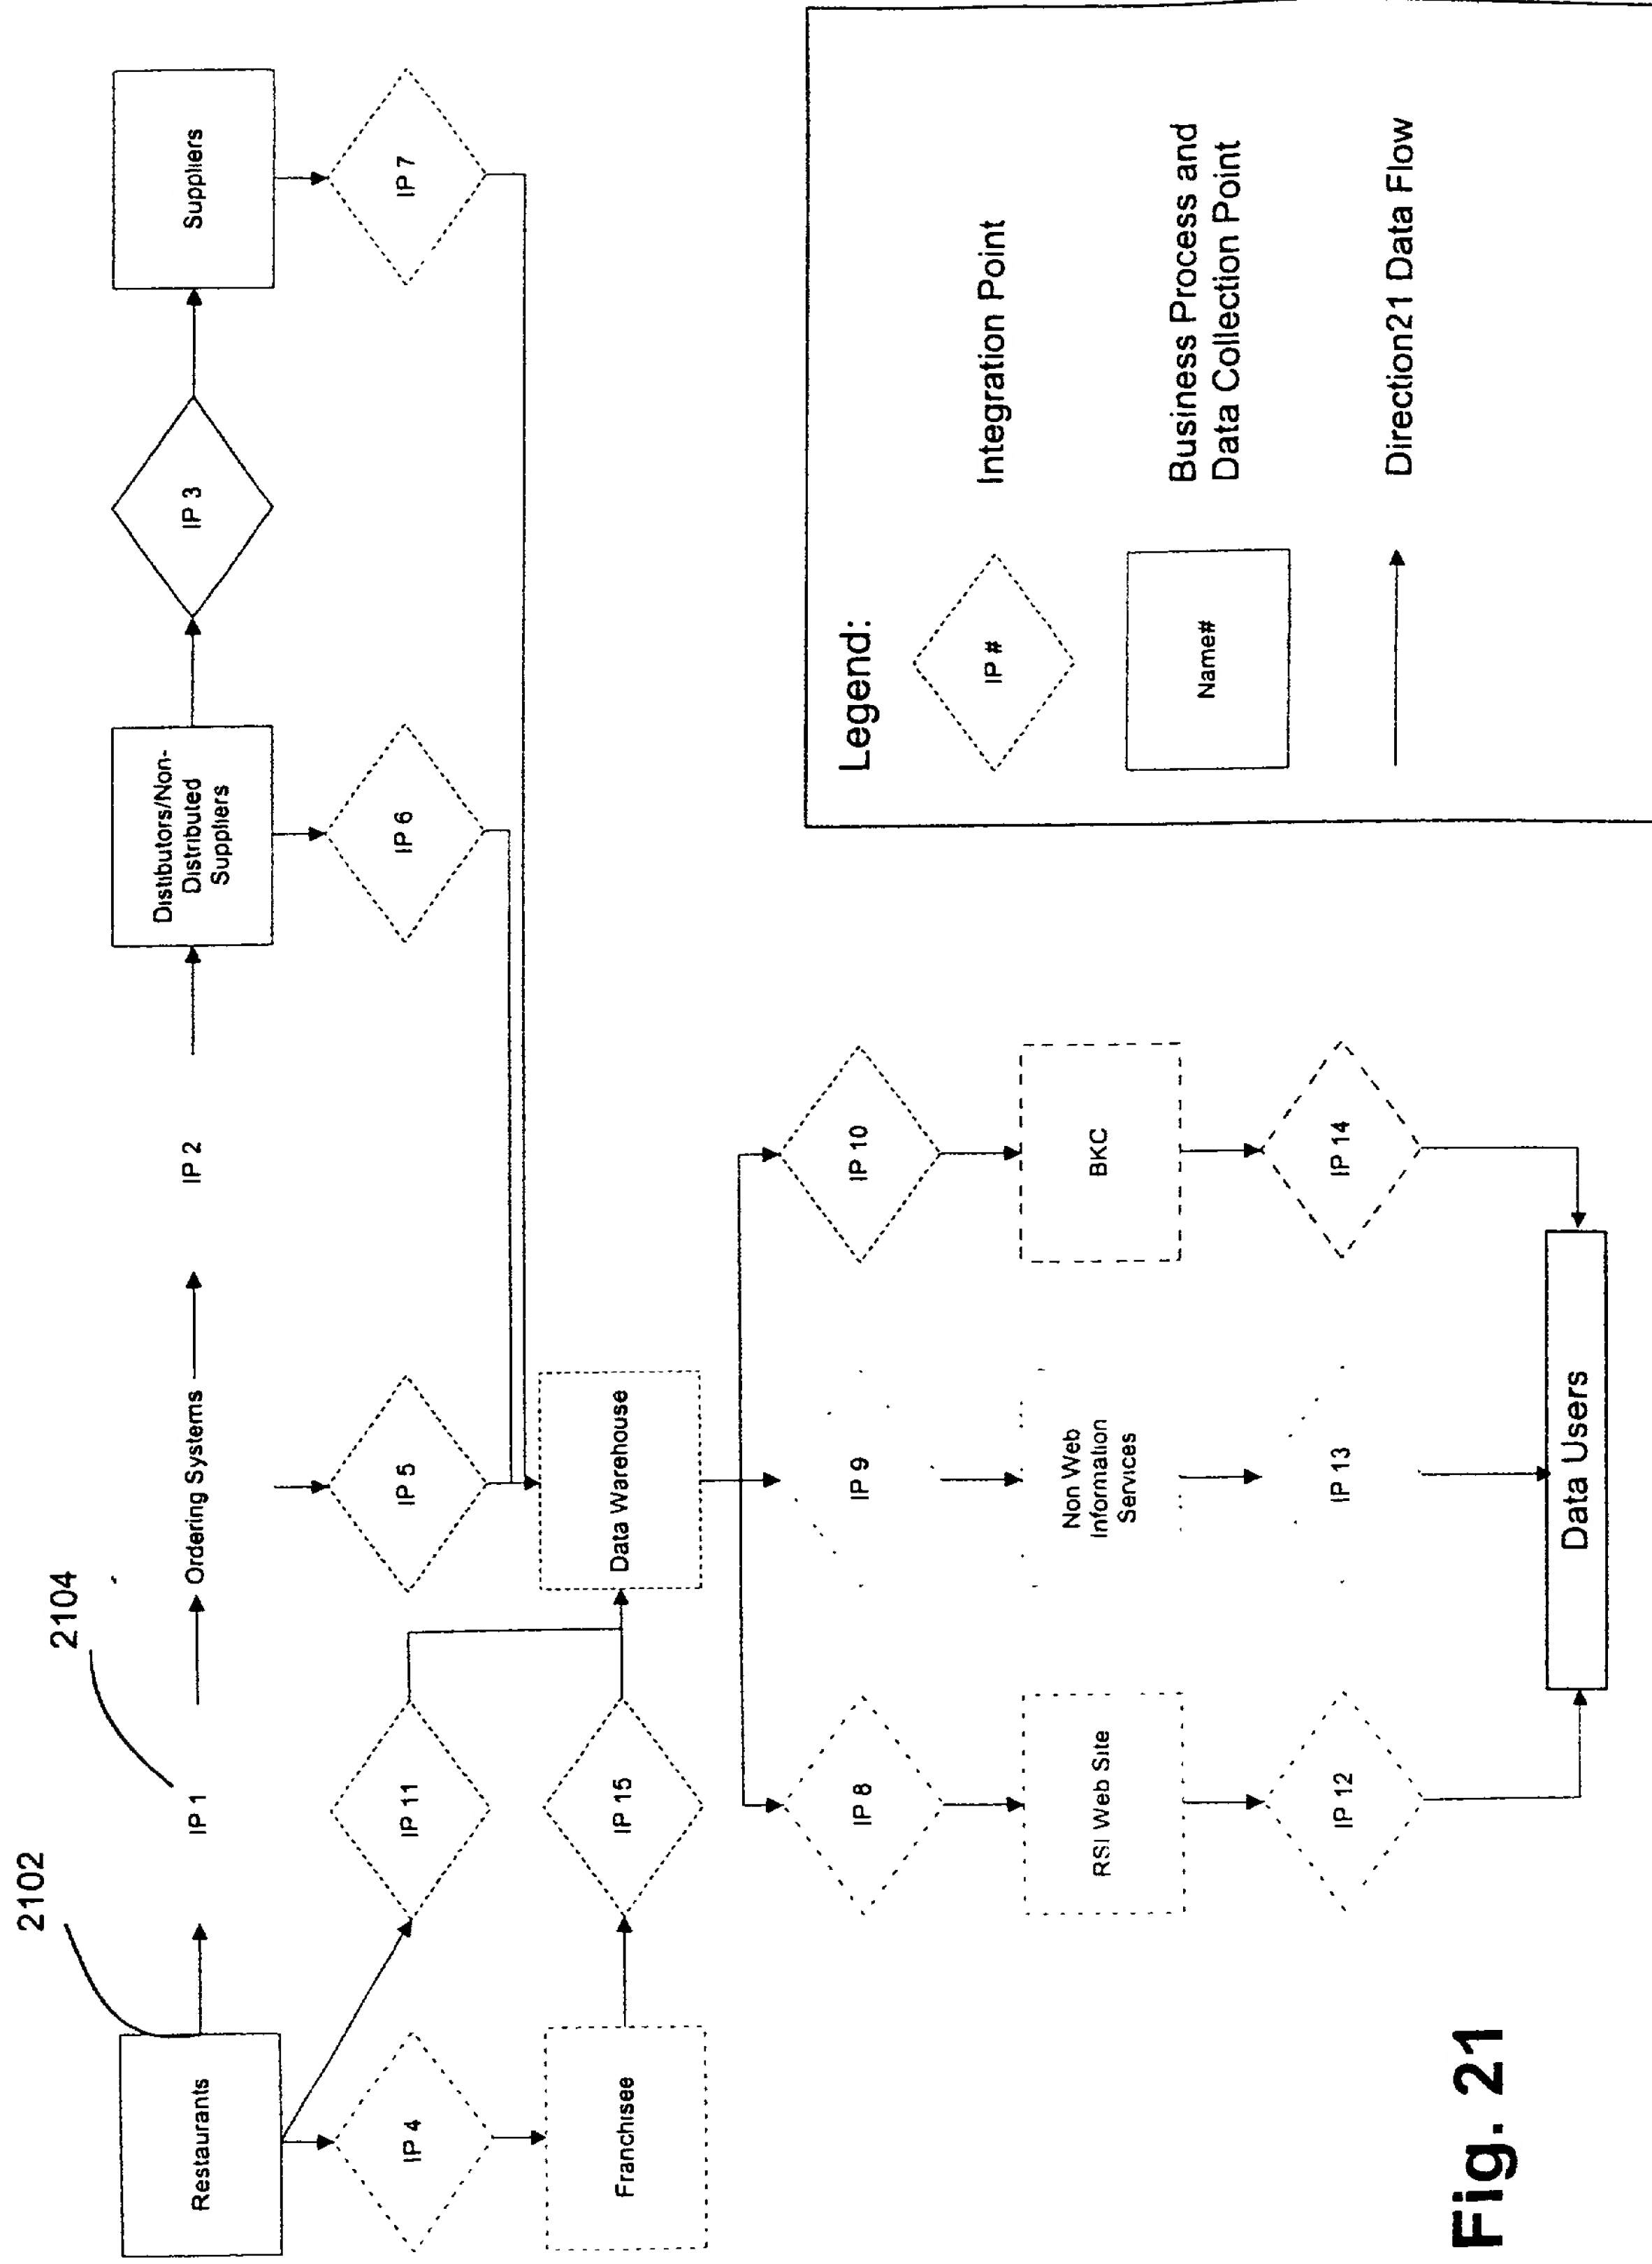 2102
2104
Restaurants
IP 1
Ordering Systems
IP 2
Distibutors/Non-
Distributed
Suppliers
IP 3
Suppliers
IP 4
IP 11
IP 5
IP 6
IP 7
Franchisee
IP 15
Data Warehouse
IP 8
IP 9
IP 10
RSI Web Site
Non Web
Information
Services
BKC
IP 12
IP 13
IP 14
Data Users
Legend:
IP #
Integration Point
Name#
Business Process and
Data Collection Point
Direction21 Data Flow
Fig. 21